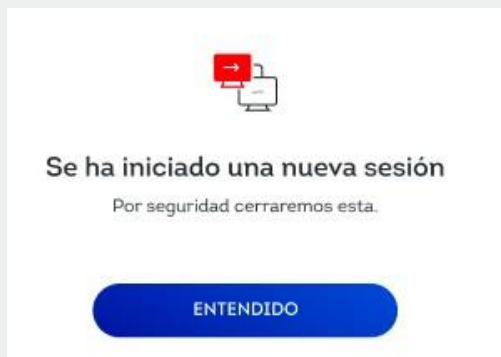 Se ha iniciado una nueva sesión
Por seguridad cerraremos esta.
ENTENDIDO